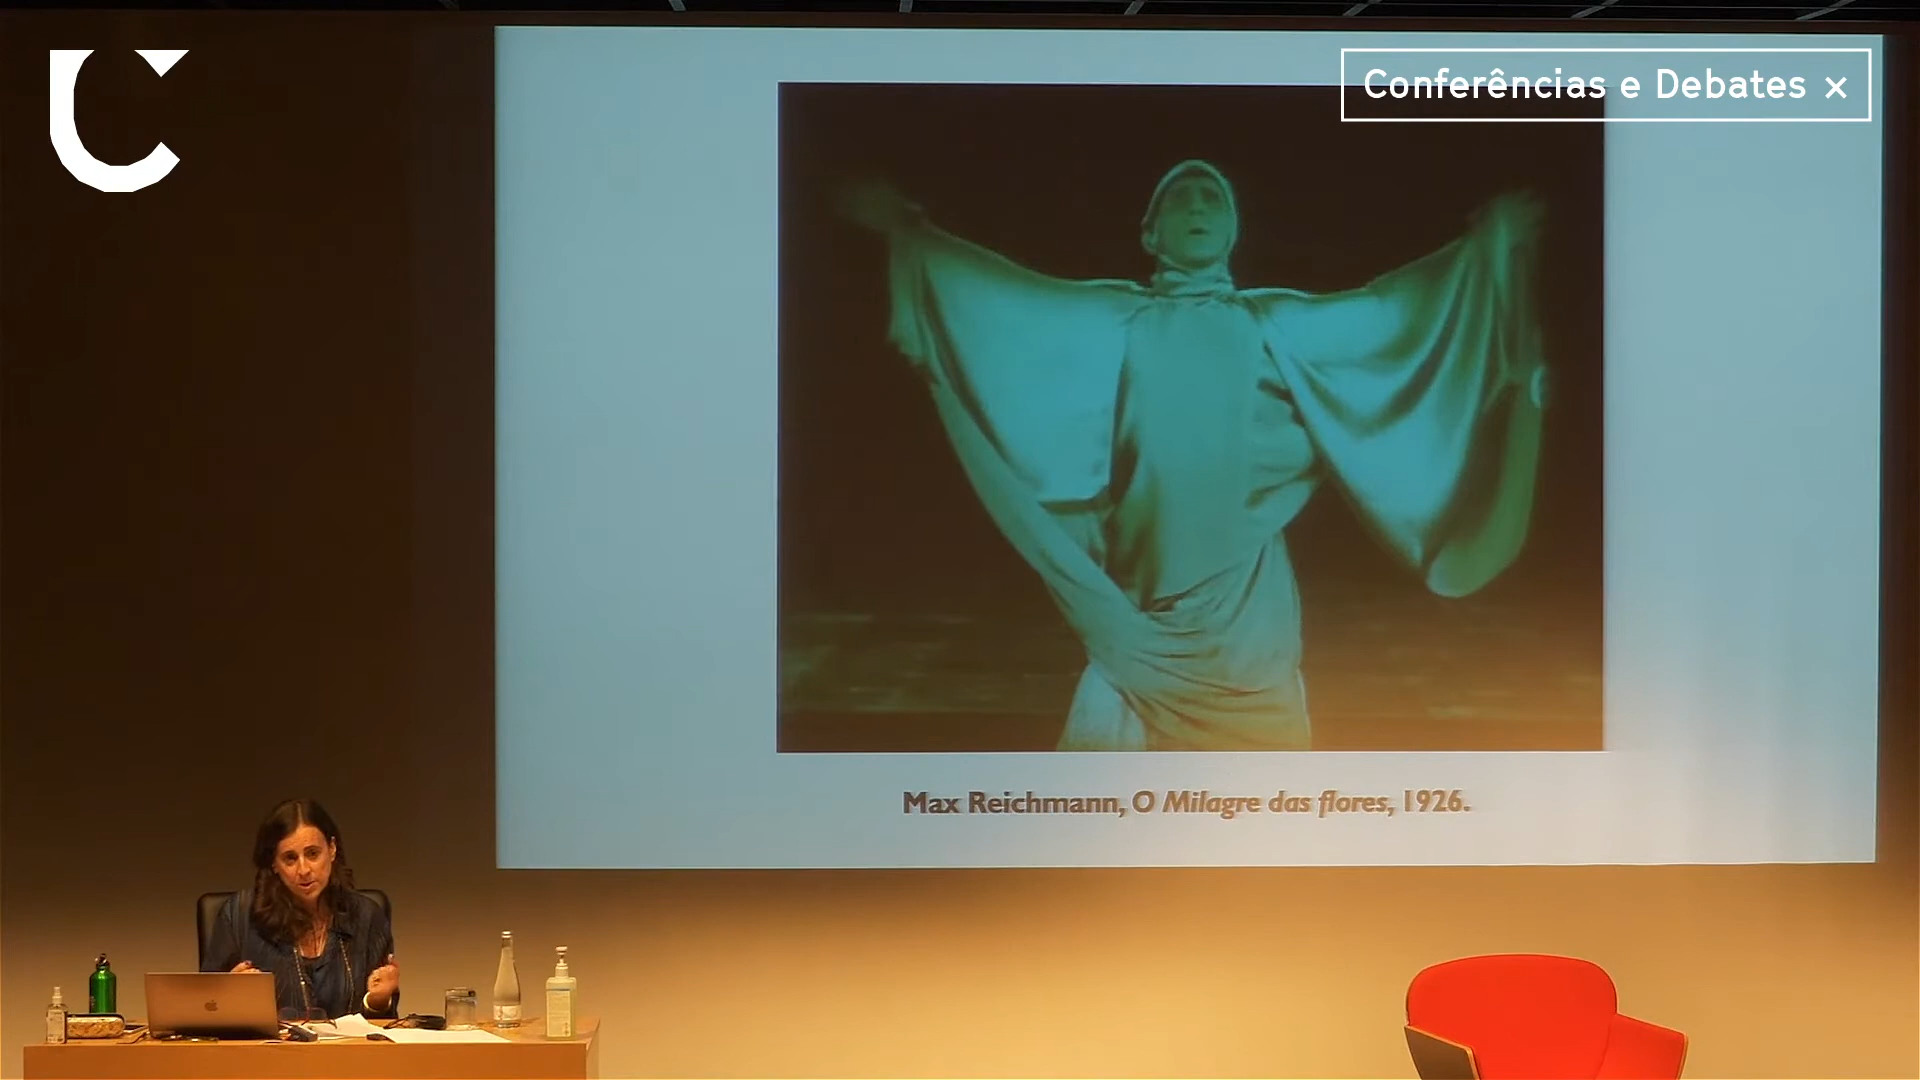 Conferências e Debates ×
Max Reichmann, O Milagre das flores, 1926.